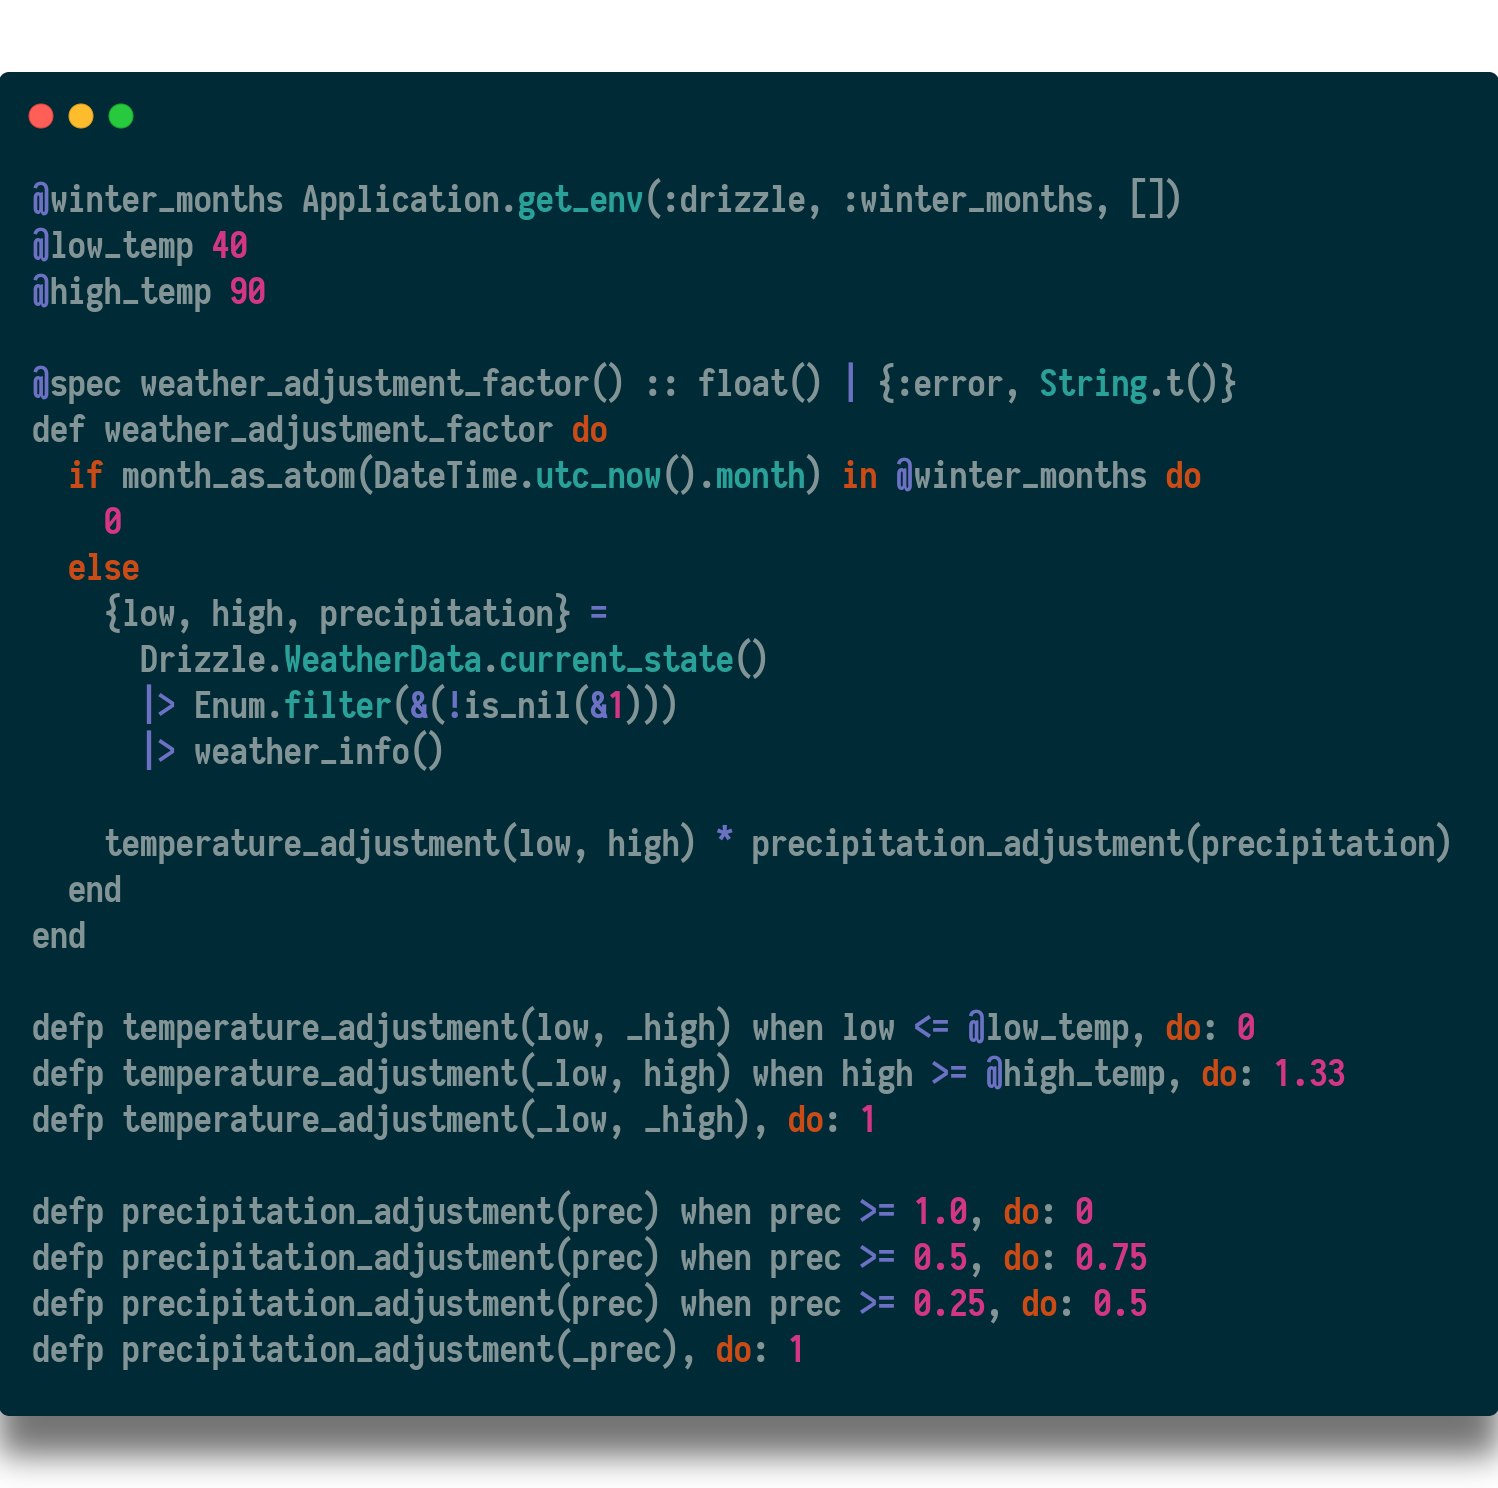 @winter_months Application.get_env(:drizzle, :winter_months, [])
@low_temp 40
@high_temp 90

@spec weather_adjustment_factor() :: float() | {:error, String.t()}
def weather_adjustment_factor do
  if month_as_atom(DateTime.utc_now().month) in @winter_months do
    0
  else
    {low, high, precipitation} =
      Drizzle.WeatherData.current_state()
      |> Enum.filter(&(!is_nil(&1)))
      |> weather_info()

    temperature_adjustment(low, high) * precipitation_adjustment(precipitation)
  end
end

defp temperature_adjustment(low, _high) when low <= @low_temp, do: 0
defp temperature_adjustment(_low, high) when high >= @high_temp, do: 1.33
defp temperature_adjustment(_low, _high), do: 1

defp precipitation_adjustment(prec) when prec >= 1.0, do: 0
defp precipitation_adjustment(prec) when prec >= 0.5, do: 0.75
defp precipitation_adjustment(prec) when prec >= 0.25, do: 0.5
defp precipitation_adjustment(_prec), do: 1